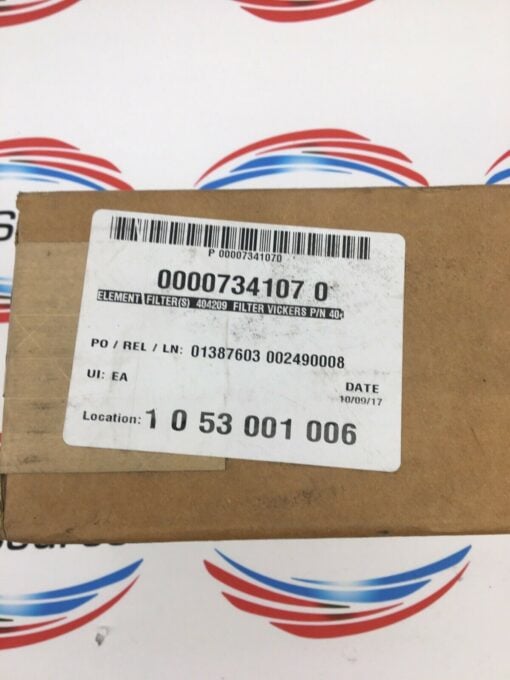 P 00007341070
0000734107 0
ELEMENT FILTER(S) 404209 FILTER VICKERS P/N 404
PO / REL / LN: 01387603 002490008
UI: EA
DATE
10/09/17
Location: 1 0 53 001 006